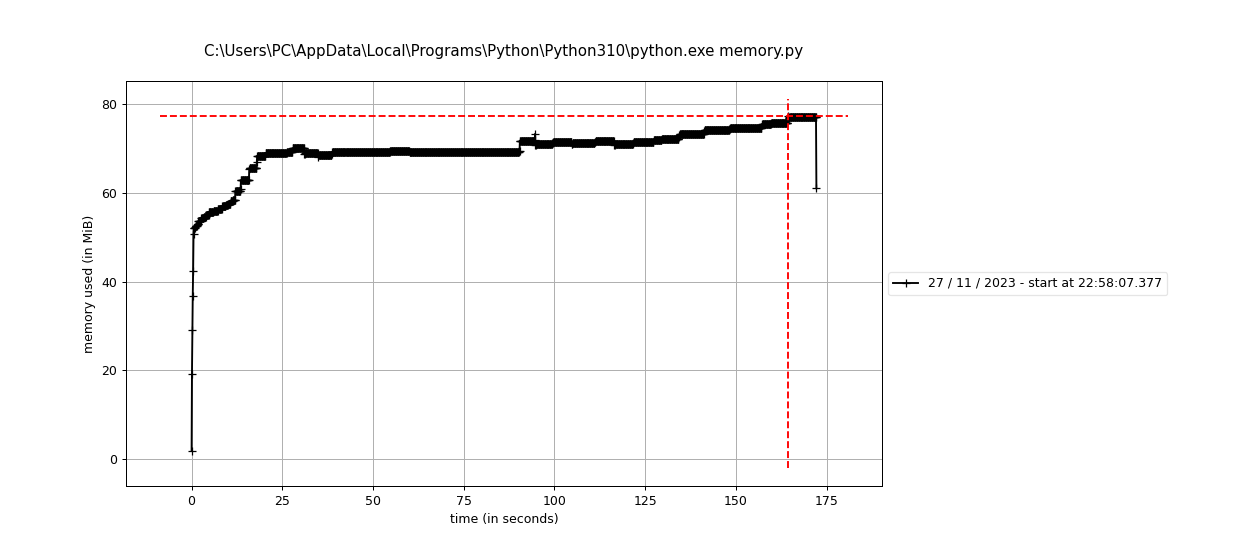 C:\Users\PC\AppData\Local\Programs\Python\Python310\python.exe memory.py
80
60
40
20
0
memory used (in MiB)
0 25 50 75 100 125 150 175
time (in seconds)
27 / 11 / 2023 - start at 22:58:07.377